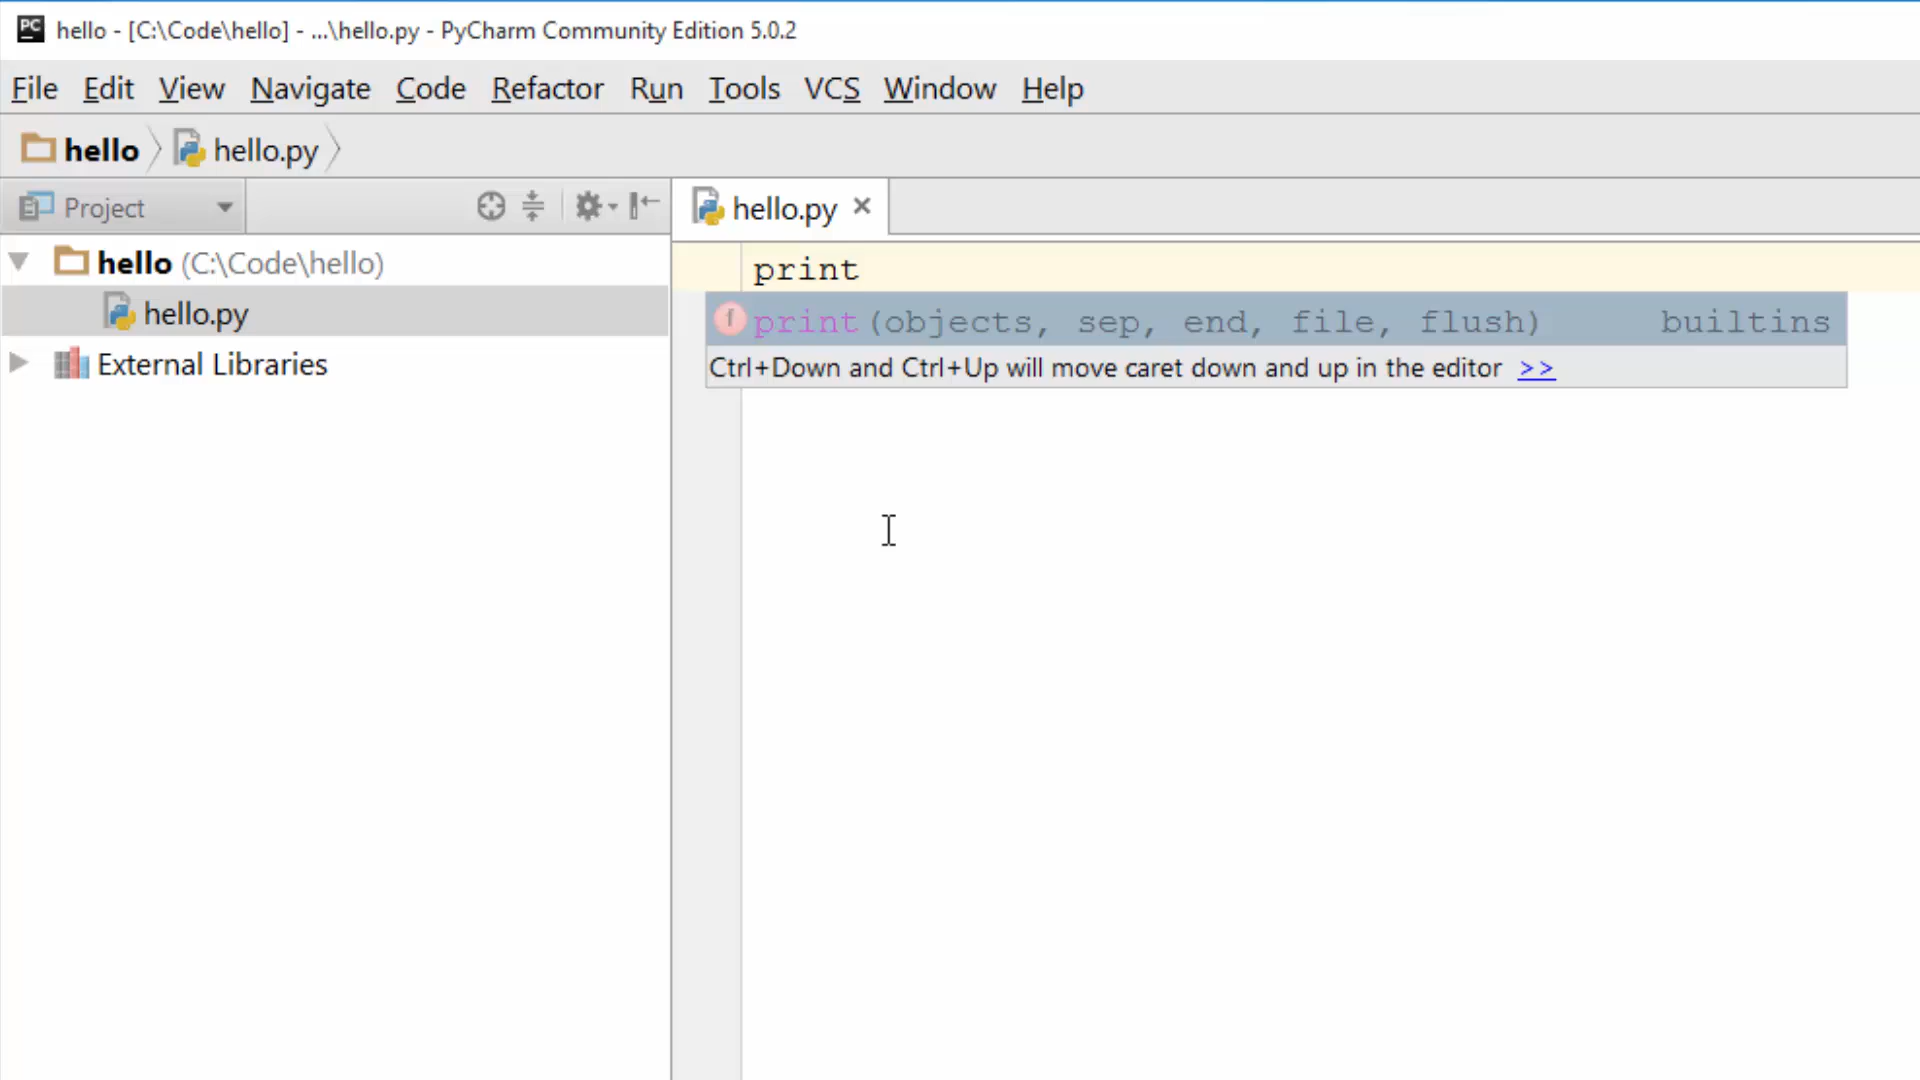 PC hello - [C:\Code\hello] - ...\hello.py - PyCharm Community Edition 5.0.2
File Edit View Navigate Code Refactor Run Tools VCS Window Help
hello hello.py
Project
hello.py
hello (C:\Code\hello)
hello.py
External Libraries
print
f print(objects, sep, end, file, flush) builtins
Ctrl+Down and Ctrl+Up will move caret down and up in the editor >>